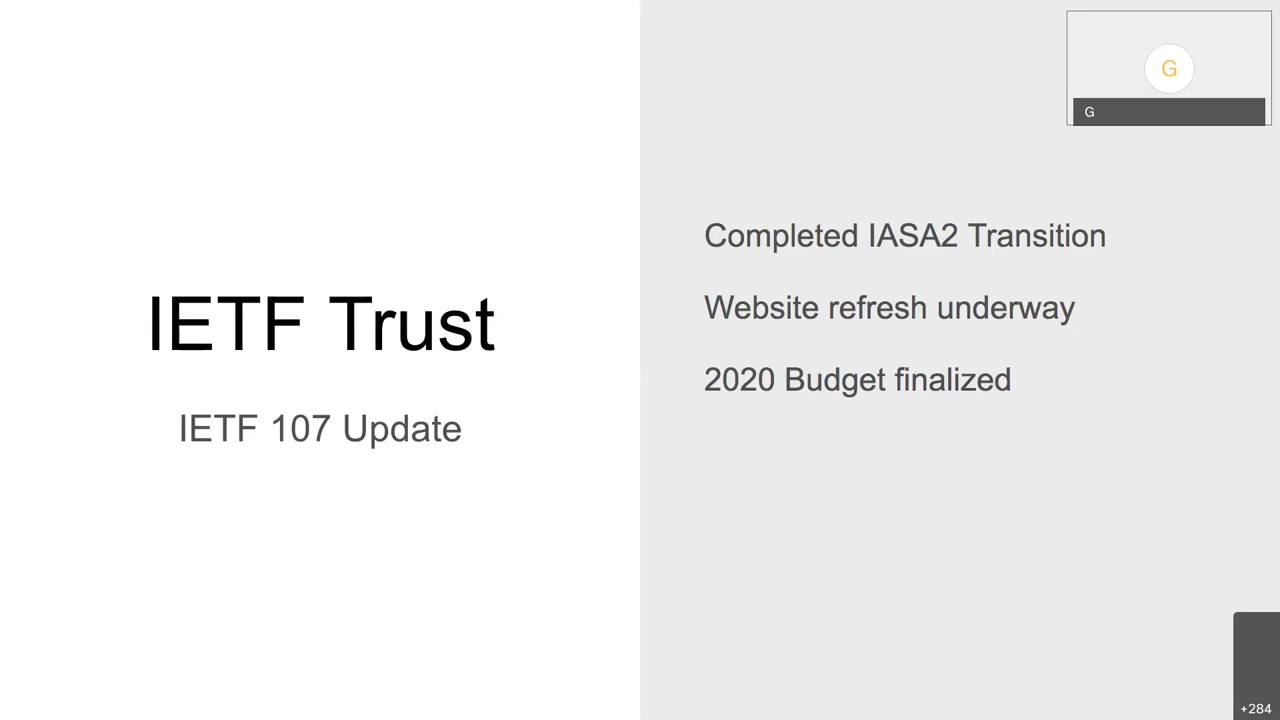 IETF Trust
IETF 107 Update
Completed IASA2 Transition
Website refresh underway
2020 Budget finalized
G
G
+284